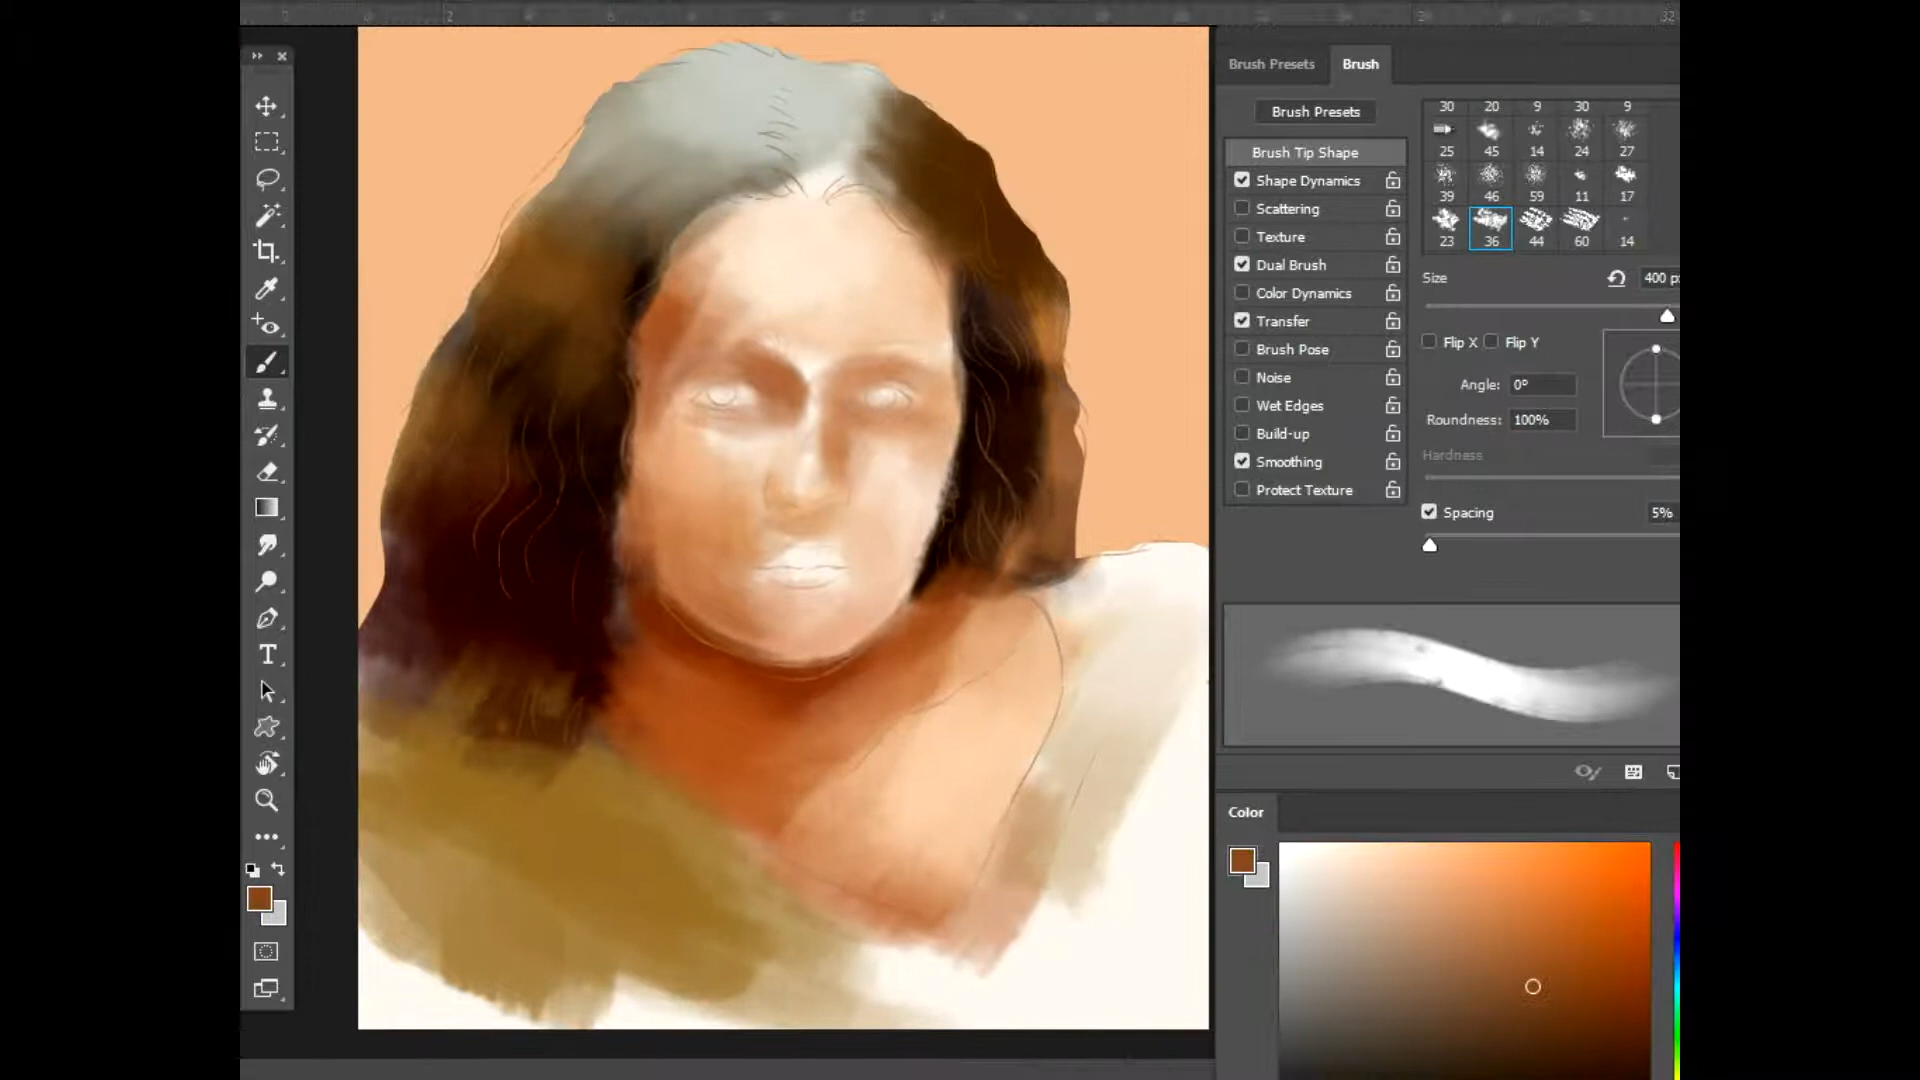 32
Brush Presets Brush
Brush Presets
30 20 9 30 9
25 45 14 24 27
39 46 59 11 17
23 36 44 60 14
Brush Tip Shape
Shape Dynamics
Scattering
Texture
Dual Brush
Color Dynamics
Transfer
Brush Pose
Noise
Wet Edges
Build-up
Smoothing
Protect Texture
Size 400 p
Flip X Flip Y
Angle: 0°
Roundness: 100%
Hardness
Spacing 5%
T
Color